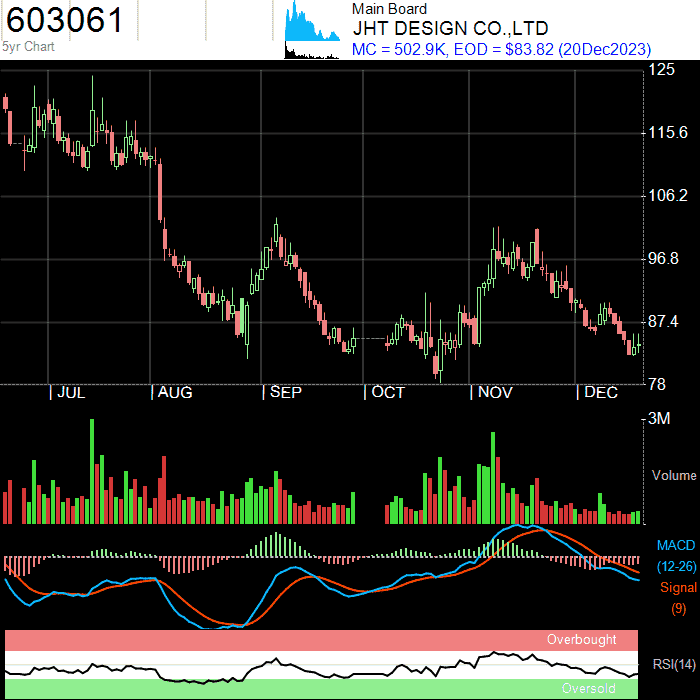 603061
5yr Chart
Main Board
JHT DESIGN CO.,LTD
MC = 502.9K, EOD = $83.82 (20Dec2023)
125
115.6
106.2
96.8
87.4
78
JUL
AUG
SEP
OCT
NOV
DEC
3M
Volume
MACD
(12-26)
Signal
(9)
Overbought
RSI(14)
Oversold